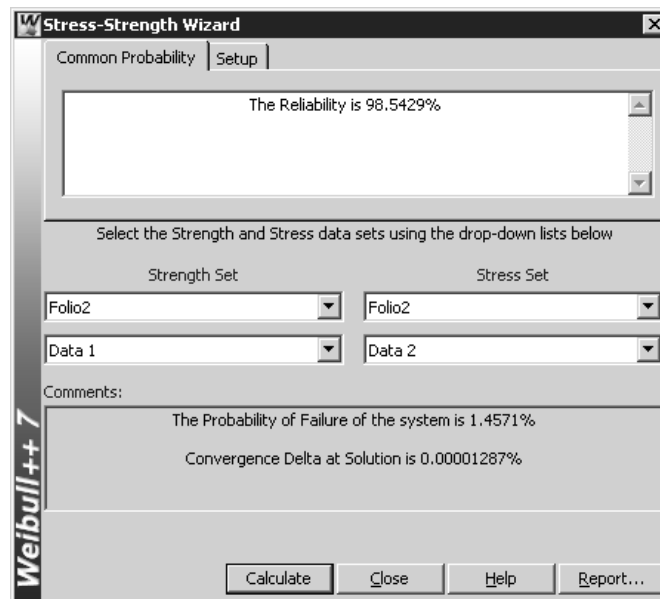 Stress-Strength Wizard
Common Probability
Setup
The Reliability is 98.5429%
Select the Strength and Stress data sets using the drop-down lists below
Strength Set
Stress Set
Folio2
Folio2
Data 1
Data 2
Comments:
The Probability of Failure of the system is 1.4571%
Convergence Delta at Solution is 0.00001287%
Weibull++ 7
Calculate
Close
Help
Report...